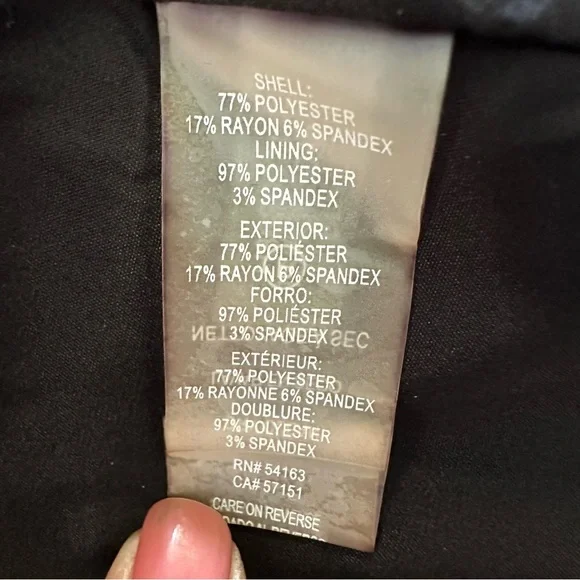 SHELL:
77% POLYESTER
17% RAYON 6% SPANDEX
LINING:
97% POLYESTER
3% SPANDEX
EXTERIOR:
77% POLIÉSTER
17% RAYON 6% SPANDEX
FORRO:
97% POLIÉSTER
3% SPANDEX
EXTÉRIEUR:
77% POLYESTER
17% RAYONNE 6% SPANDEX
DOUBLURE:
97% POLYESTER
3% SPANDEX
RN# 54163
CA# 57151
CARE ON REVERSE